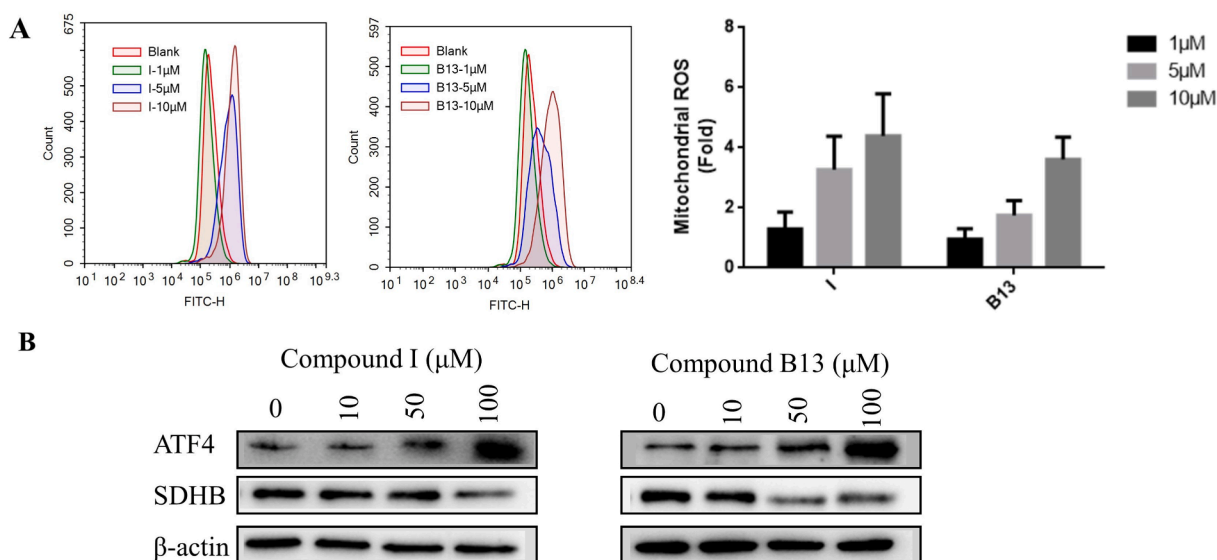 A
675
500
400
300
200
100
0
Count
Blank
I-1μM
I-5μM
I-10μM
10 1 10 2 10 3 10 4 10 5 10 6 10 7 10 8 10 9.3
FITC-H
597
500
400
300
200
100
0
Count
Blank
B13-1μM
B13-5μM
B13-10μM
10 1 10 2 10 3 10 4 10 5 10 6 10 7 10 8.4
FITC-H
8
6
4
2
0
Mitochondrial ROS
(Fold)
I B13
1μM
5μM
10μM
B
Compound I (μM)
0 10 50 100
Compound B13 (μM)
0 10 50 100
ATF4
SDHB
β-actin